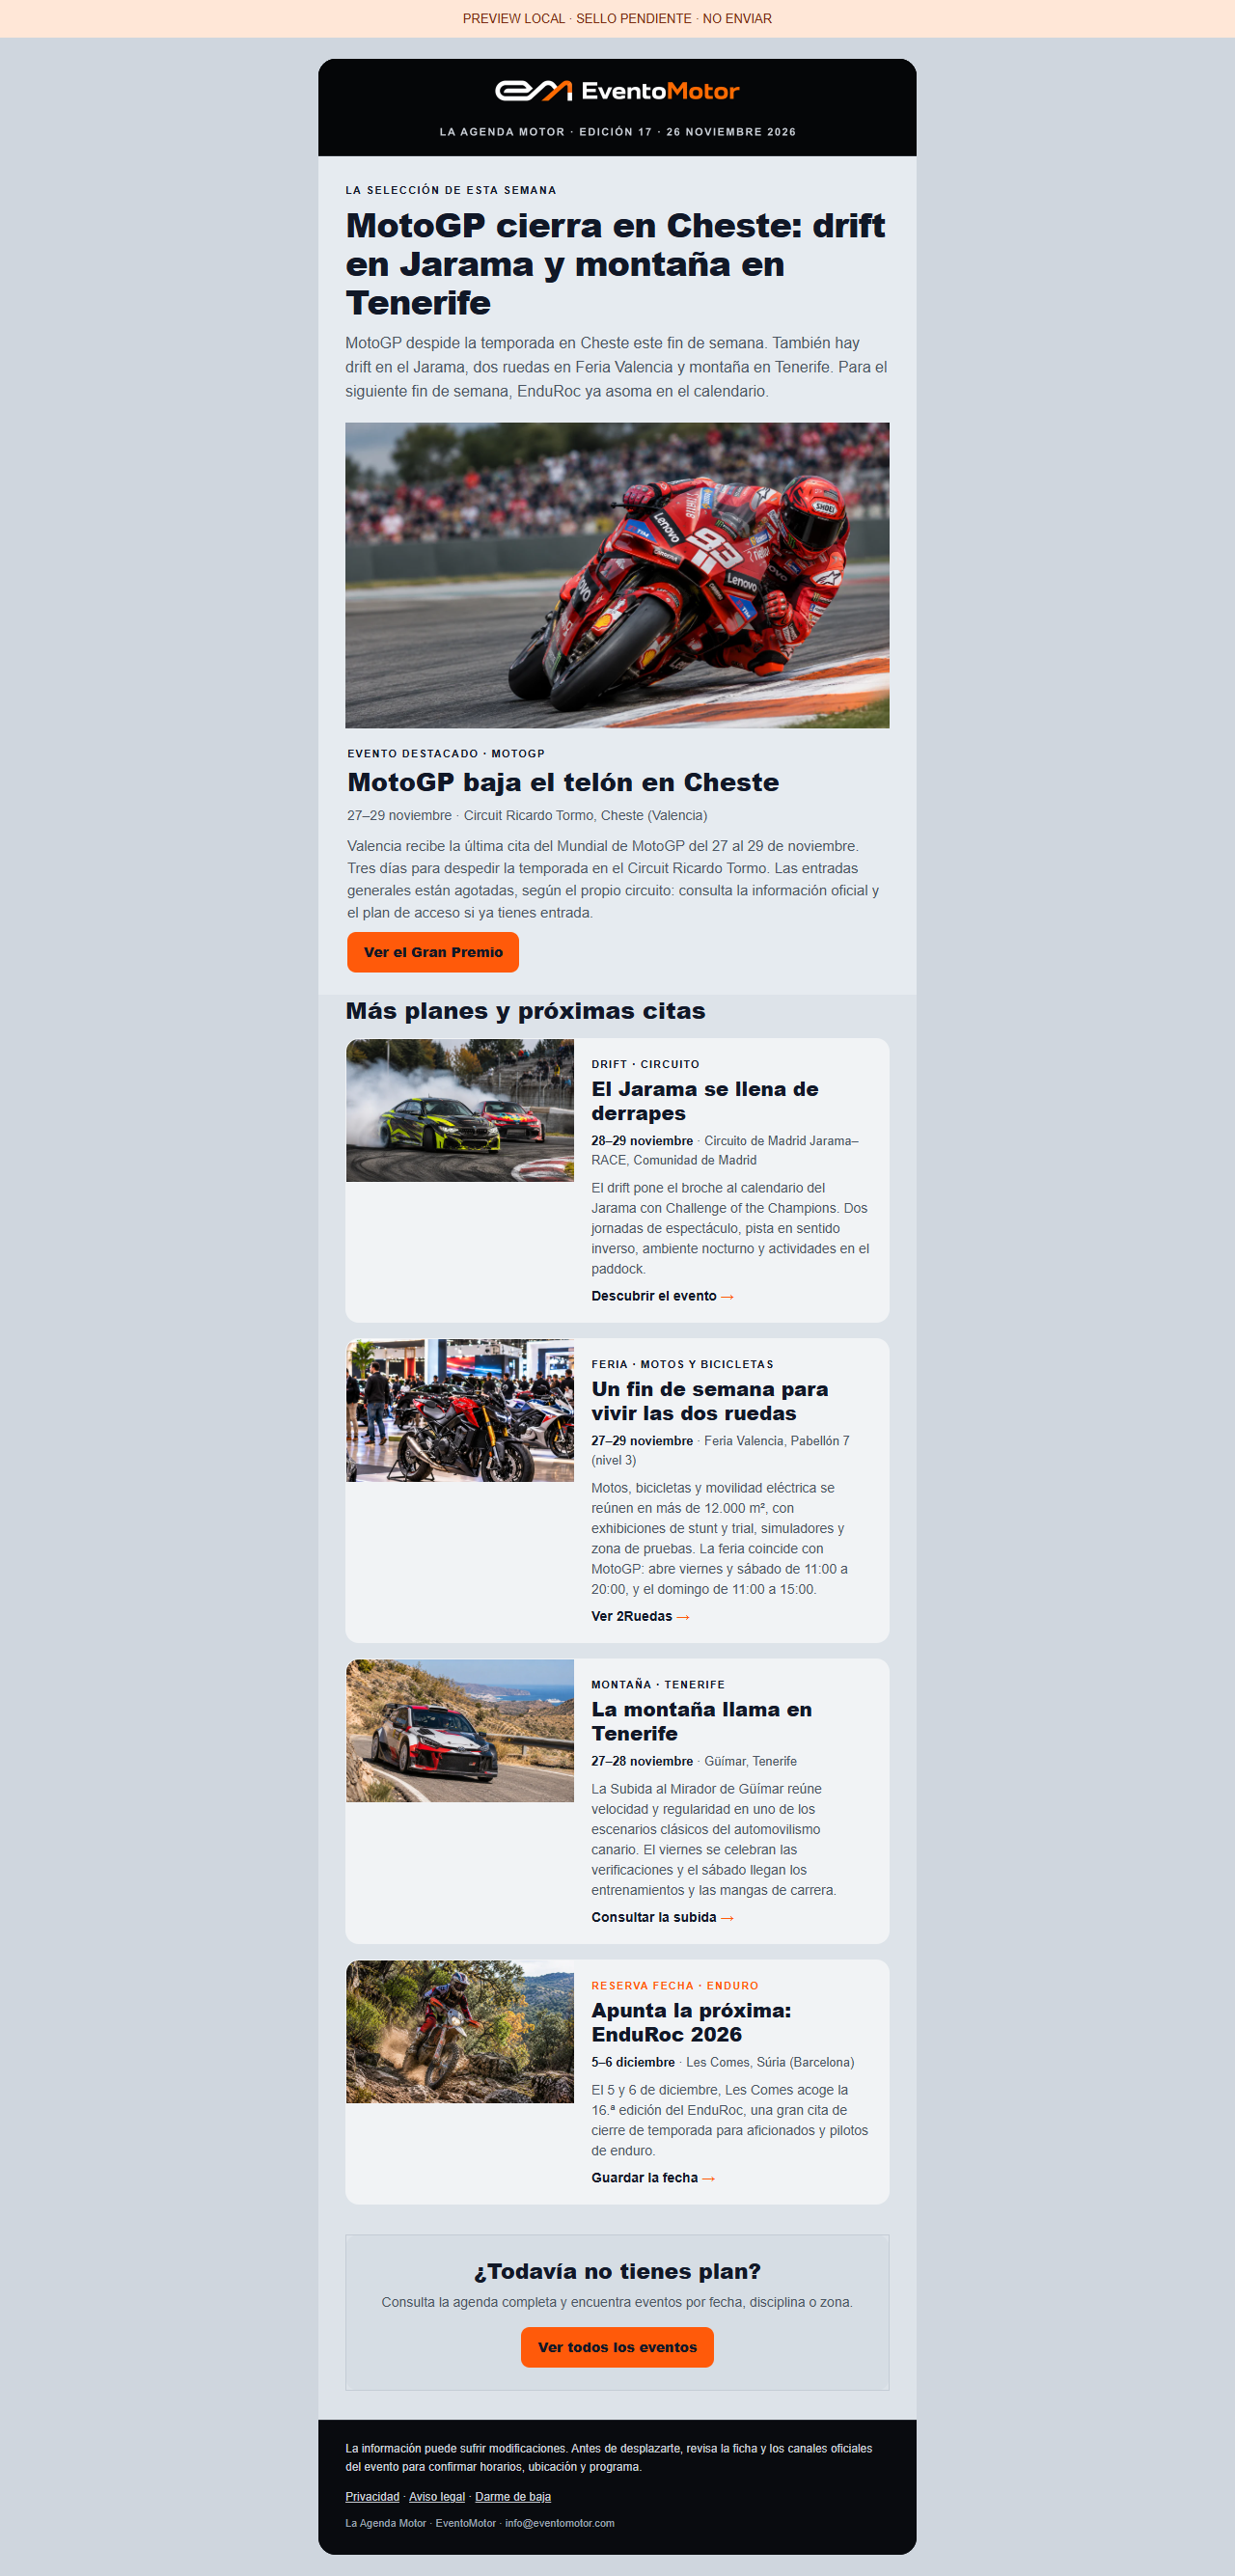 PREVIEW LOCAL · SELLO PENDIENTE · NO ENVIAR
EventoMotor
LA AGENDA MOTOR · EDICIÓN 17 · 26 NOVIEMBRE 2026
LA SELECCIÓN DE ESTA SEMANA
MotoGP cierra en Cheste: drift
en Jarama y montaña en
Tenerife
MotoGP despide la temporada en Cheste este fin de semana. También hay
drift en el Jarama, dos ruedas en Feria Valencia y montaña en Tenerife. Para el
siguiente fin de semana, EnduRoc ya asoma en el calendario.
SHOEI
93
Lenovo
Lenovo
EVENTO DESTACADO · MOTOGP
MotoGP baja el telón en Cheste
27–29 noviembre · Circuit Ricardo Tormo, Cheste (Valencia)
Valencia recibe la última cita del Mundial de MotoGP del 27 al 29 de noviembre.
Tres días para despedir la temporada en el Circuit Ricardo Tormo. Las entradas
generales están agotadas, según el propio circuito: consulta la información oficial y
el plan de acceso si ya tienes entrada.
Ver el Gran Premio
Más planes y próximas citas
DRIFT · CIRCUITO
El Jarama se llena de
derrapes
28–29 noviembre · Circuito de Madrid Jarama–
RACE, Comunidad de Madrid
El drift pone el broche al calendario del
Jarama con Challenge of the Champions. Dos
jornadas de espectáculo, pista en sentido
inverso, ambiente nocturno y actividades en el
paddock.
Descubrir el evento →
FERIA · MOTOS Y BICICLETAS
Un fin de semana para
vivir las dos ruedas
27–29 noviembre · Feria Valencia, Pabellón 7
(nivel 3)
Motos, bicicletas y movilidad eléctrica se
reúnen en más de 12.000 m², con
exhibiciones de stunt y trial, simuladores y
zona de pruebas. La feria coincide con
MotoGP: abre viernes y sábado de 11:00 a
20:00, y el domingo de 11:00 a 15:00.
Ver 2Ruedas →
MONTAÑA · TENERIFE
La montaña llama en
Tenerife
27–28 noviembre · Güímar, Tenerife
La Subida al Mirador de Güímar reúne
velocidad y regularidad en uno de los
escenarios clásicos del automovilismo
canario. El viernes se celebran las
verificaciones y el sábado llegan los
entrenamientos y las mangas de carrera.
Consultar la subida →
RESERVA FECHA · ENDURO
Apunta la próxima:
EnduRoc 2026
5–6 diciembre · Les Comes, Súria (Barcelona)
El 5 y 6 de diciembre, Les Comes acoge la
16.ª edición del EnduRoc, una gran cita de
cierre de temporada para aficionados y pilotos
de enduro.
Guardar la fecha →
¿Todavía no tienes plan?
Consulta la agenda completa y encuentra eventos por fecha, disciplina o zona.
Ver todos los eventos
La información puede sufrir modificaciones. Antes de desplazarte, revisa la ficha y los canales oficiales
del evento para confirmar horarios, ubicación y programa.
Privacidad · Aviso legal · Darme de baja
La Agenda Motor · EventoMotor · info@eventomotor.com